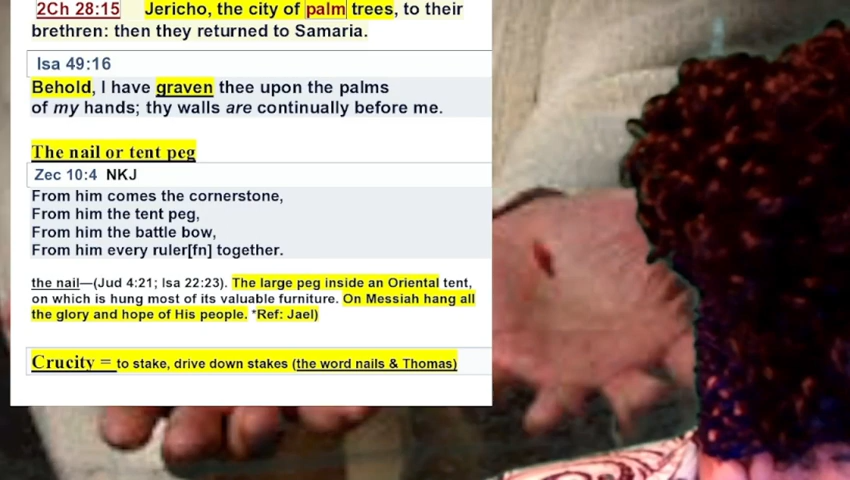 2Ch 28:15 Jericho, the city of palm trees, to their
brethren: then they returned to Samaria.
Isa 49:16
Behold, I have graven thee upon the palms
of my hands; thy walls are continually before me.
The nail or tent peg
Zec 10:4 NKJ
From him comes the cornerstone,
From him the tent peg,
From him the battle bow,
From him every ruler[fn] together.
the nail—(Jud 4:21; Isa 22:23). The large peg inside an Oriental tent,
on which is hung most of its valuable furniture. On Messiah hang all
the glory and hope of His people. *Ref: Jael)
Crucity = to stake, drive down stakes (the word nails & Thomas)